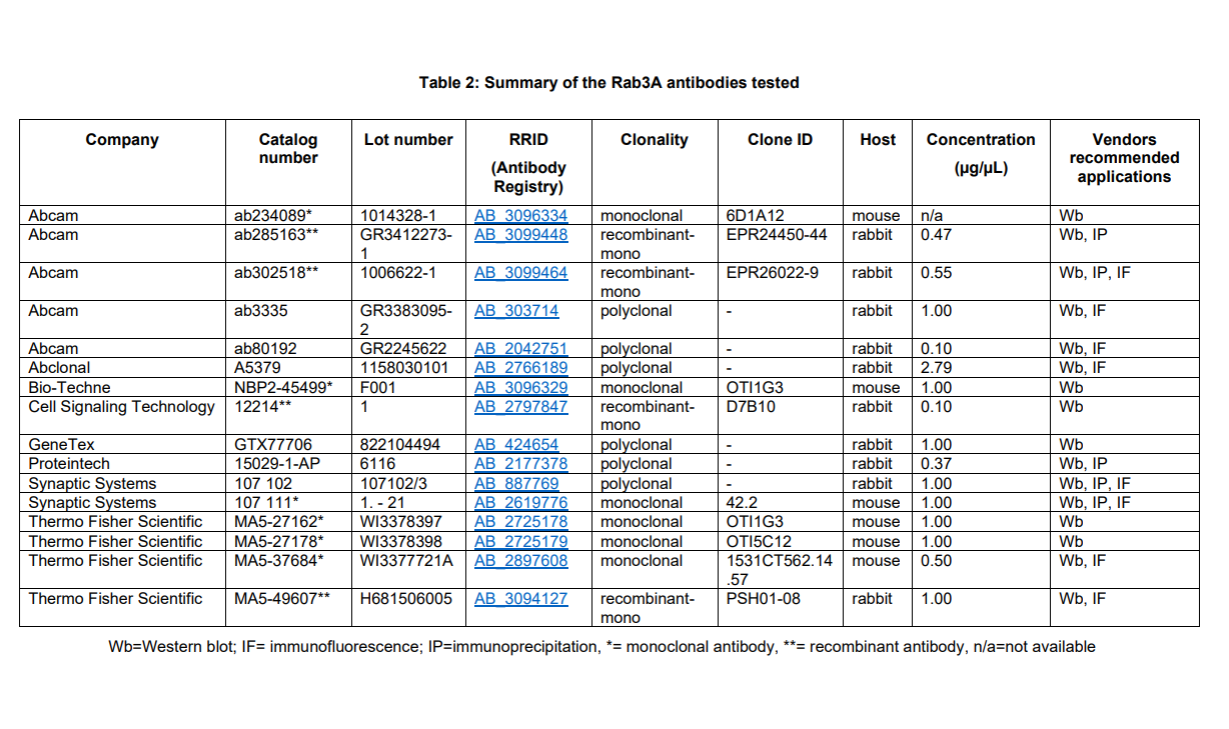 Table 2: Summary of the Rab3A antibodies tested
Company Catalog number Lot number RRID (Antibody Registry) Clonality Clone ID Host Concentration (µg/µL) Vendors recommended applications
Abcam ab234089* 1014328-1 AB_3096334 monoclonal 6D1A12 mouse n/a Wb
Abcam ab285163** GR3412273-1 AB_3099448 recombinant-mono EPR24450-44 rabbit 0.47 Wb, IP
Abcam ab302518** 1006622-1 AB_3099464 recombinant-mono EPR26022-9 rabbit 0.55 Wb, IP, IF
Abcam ab3335 GR3383095-2 AB_303714 polyclonal - rabbit 1.00 Wb, IF
Abcam ab80192 GR2245622 AB_2042751 polyclonal - rabbit 0.10 Wb, IF
Abclonal A5379 1158030101 AB_2766189 polyclonal - rabbit 2.79 Wb, IF
Bio-Techne NBP2-45499* F001 AB_3096329 monoclonal OTI1G3 mouse 1.00 Wb
Cell Signaling Technology 12214** 1 AB_2797847 recombinant-mono D7B10 rabbit 0.10 Wb
GeneTex GTX77706 822104494 AB_424654 polyclonal - rabbit 1.00 Wb
Proteintech 15029-1-AP 6116 AB_2177378 polyclonal - rabbit 0.37 Wb, IP
Synaptic Systems 107 102 107102/3 AB_887769 polyclonal - rabbit 1.00 Wb, IP, IF
Synaptic Systems 107 111* 1. - 21 AB_2619776 monoclonal 42.2 mouse 1.00 Wb, IP, IF
Thermo Fisher Scientific MA5-27162* WI3378397 AB_2725178 monoclonal OTI1G3 mouse 1.00 Wb
Thermo Fisher Scientific MA5-27178* WI3378398 AB_2725179 monoclonal OTI5C12 mouse 1.00 Wb
Thermo Fisher Scientific MA5-37684* WI3377721A AB_2897608 monoclonal 1531CT562.14.57 mouse 0.50 Wb, IF
Thermo Fisher Scientific MA5-49607** H681506005 AB_3094127 recombinant-mono PSH01-08 rabbit 1.00 Wb, IF
Wb=Western blot; IF= immunofluorescence; IP=immunoprecipitation, *= monoclonal antibody, **= recombinant antibody, n/a=not available